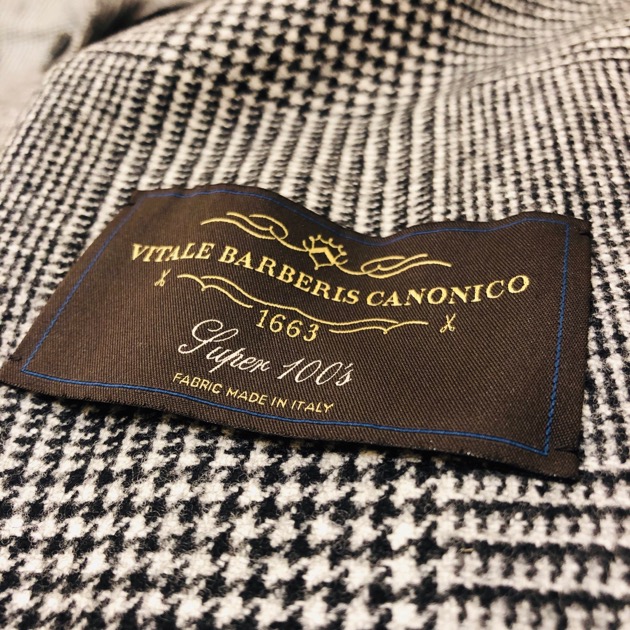 VITALE BARBERIS CANONICO
1663
Super 100's
FABRIC MADE IN ITALY